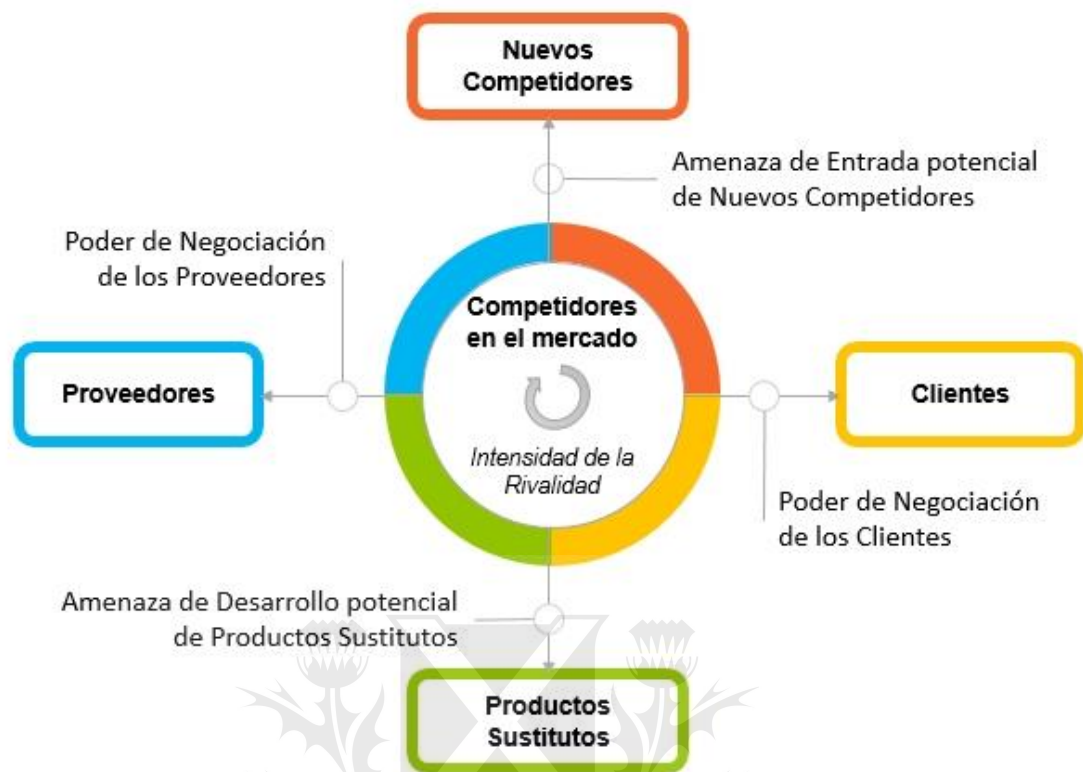 Nuevos
Competidores
Amenaza de Entrada potencial
de Nuevos Competidores
Poder de Negociación
de los Proveedores
Competidores
en el mercado
Proveedores
Clientes
Intensidad de la
Rivalidad
Poder de Negociación
de los Clientes
Amenaza de Desarrollo potencial
de Productos Sustitutos
Productos
Sustitutos